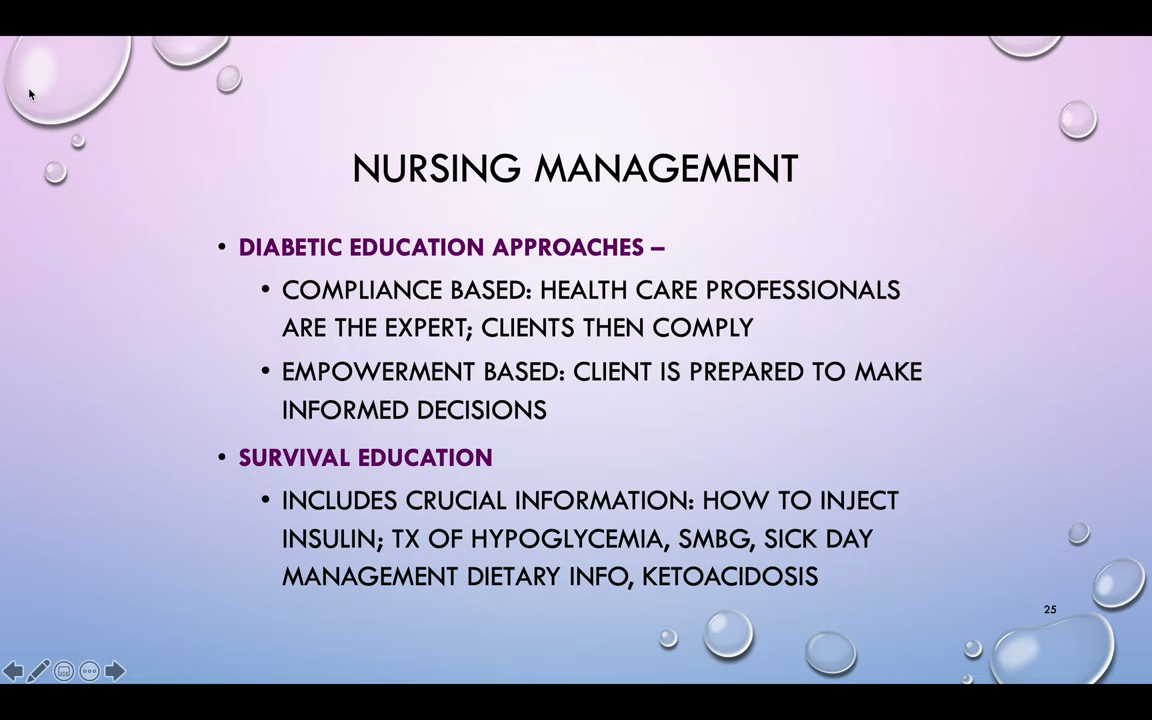 NURSING MANAGEMENT
• DIABETIC EDUCATION APPROACHES –
• COMPLIANCE BASED: HEALTH CARE PROFESSIONALS
ARE THE EXPERT; CLIENTS THEN COMPLY
• EMPOWERMENT BASED: CLIENT IS PREPARED TO MAKE
INFORMED DECISIONS
• SURVIVAL EDUCATION
• INCLUDES CRUCIAL INFORMATION: HOW TO INJECT
INSULIN; TX OF HYPOGLYCEMIA, SMBG, SICK DAY
MANAGEMENT DIETARY INFO, KETOACIDOSIS
25